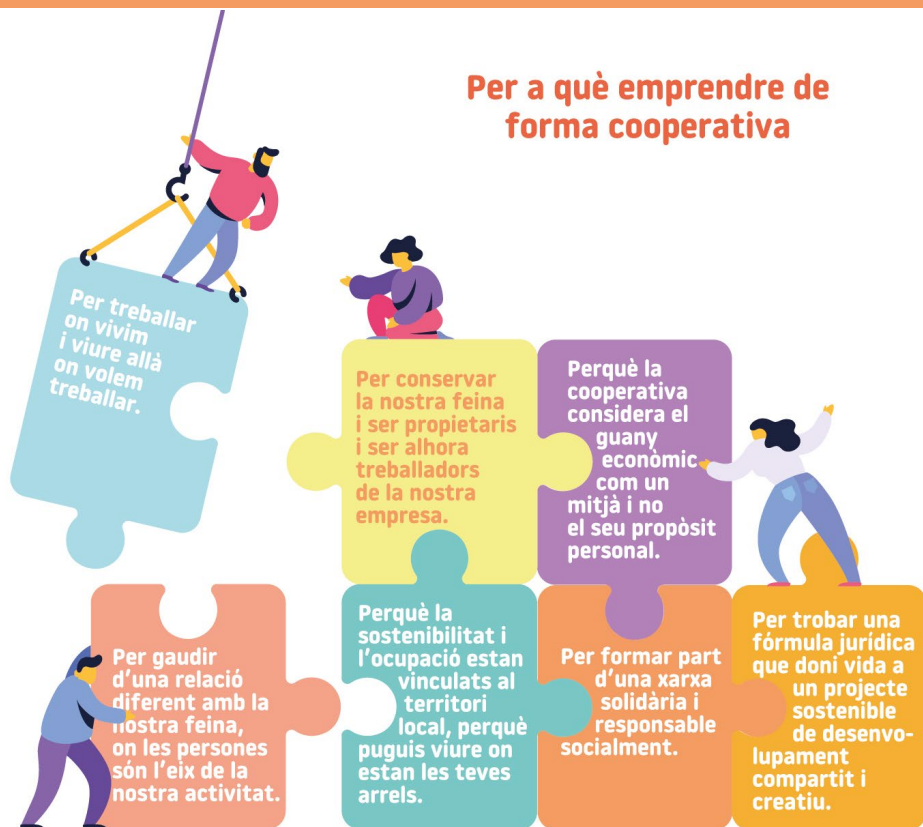 Per a què emprendre de
forma cooperativa
Per treballar
on vivim
i viure allà
on volem
treballar.
Per conservar
la nostra feina
i ser propietaris
i ser alhora
treballadors
de la nostra
empresa.
Perquè la
cooperativa
considera el
guany
econòmic
com un
mitjà i no
el seu propòsit
personal.
Per gaudir
d'una relació
diferent amb la
nostra feina,
on les persones
són l'eix de la
nostra activitat.
Perquè la
sostenibilitat i
l'ocupació estan
vinculats al
territori
local, perquè
puguis viure on
estan les teves
arrels.
Per formar part
d'una xarxa
solidària i
responsable
socialment.
Per trobar una
fórmula jurídica
que doni vida a
un projecte
sostenible
de desenvo-
lupament
compartit i
creatiu.